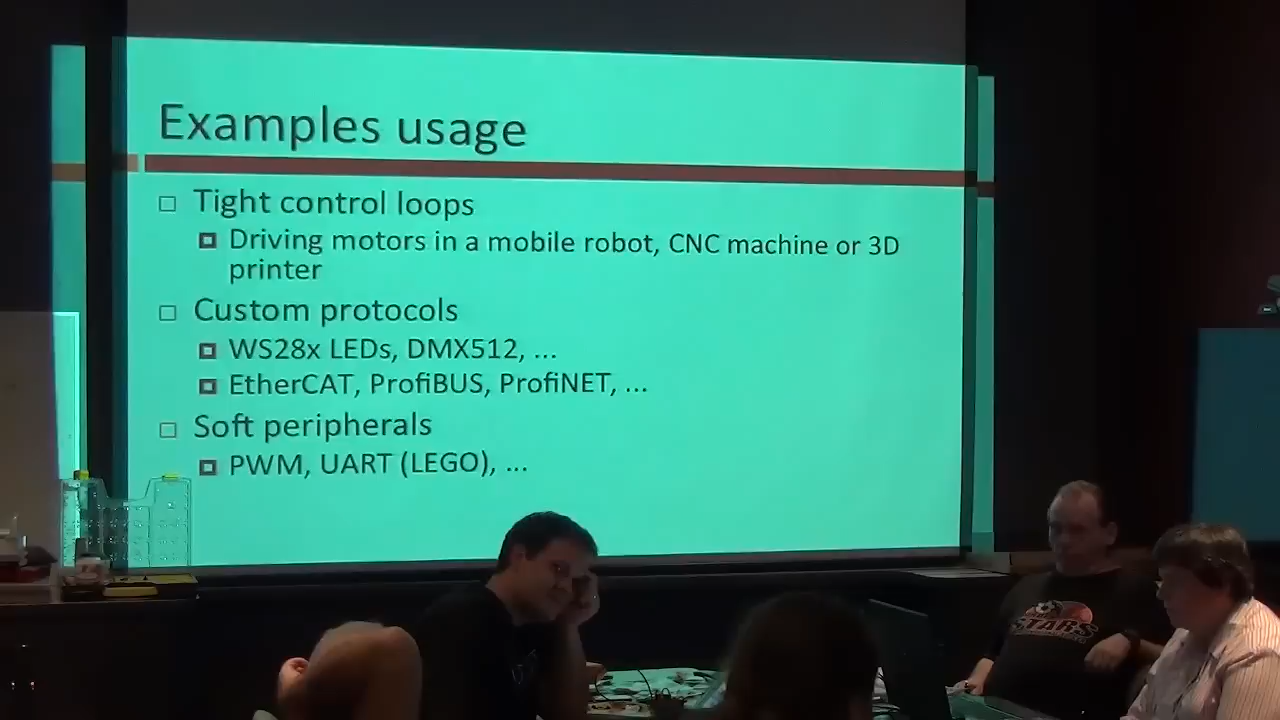 Examples usage
Tight control loops
Driving motors in a mobile robot, CNC machine or 3D
printer
Custom protocols
WS28x LEDs, DMX512, ...
EtherCAT, ProfiBUS, ProfiNET, ...
Soft peripherals
PWM, UART (LEGO), ...
STARS